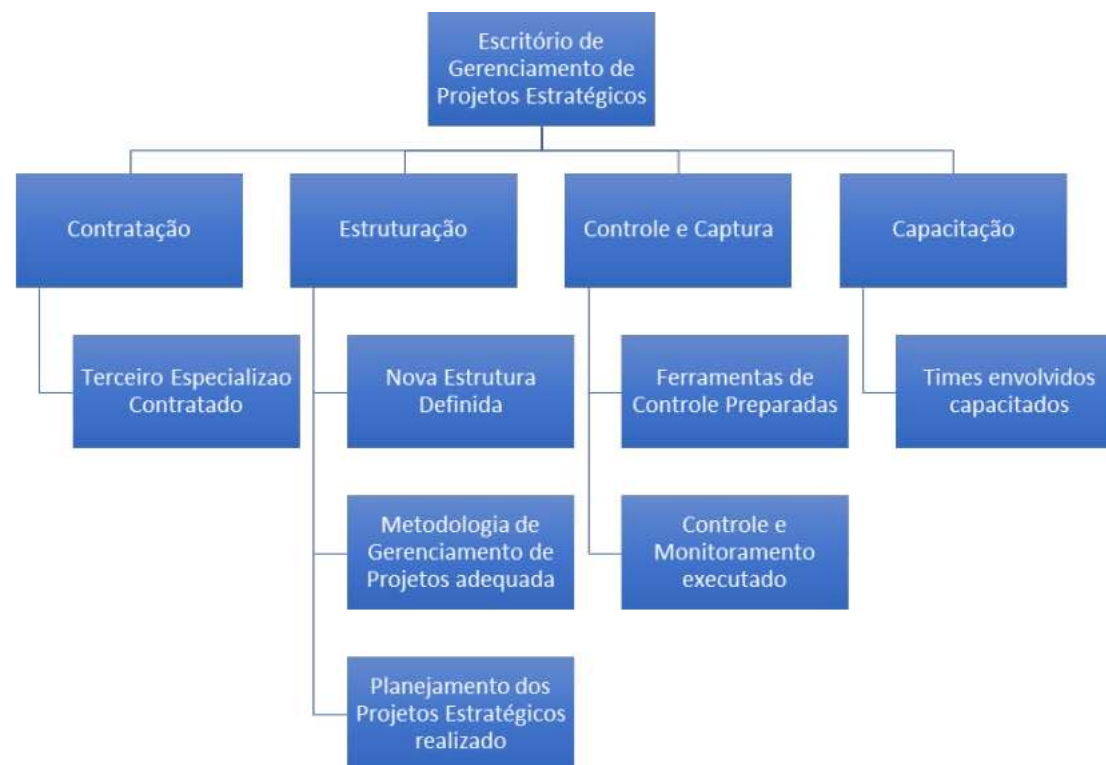 Escritório de
Gerenciamento de
Projetos Estratégicos
Contratação
Estruturação
Controle e Captura
Capacitação
Terceiro Especializao
Contratado
Nova Estrutura
Definida
Ferramentas de
Controle Preparadas
Times envolvidos
capacitados
Metodologia de
Gerenciamento de
Projetos adequada
Controle e
Monitoramento
executado
Planejamento dos
Projetos Estratégicos
realizado